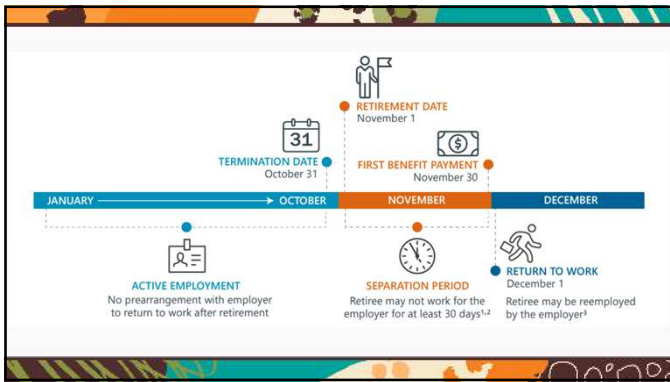 RETIREMENT DATE
November 1
31
TERMINATION DATE
October 31
$
FIRST BENEFIT PAYMENT
November 30
JANUARY
OCTOBER
NOVEMBER
DECEMBER
ACTIVE EMPLOYMENT
No prearrangement with employer
to return to work after retirement
SEPARATION PERIOD
Retiree may not work for the
employer for at least 30 days¹,²
RETURN TO WORK
December 1
Retiree may be reemployed
by the employer³